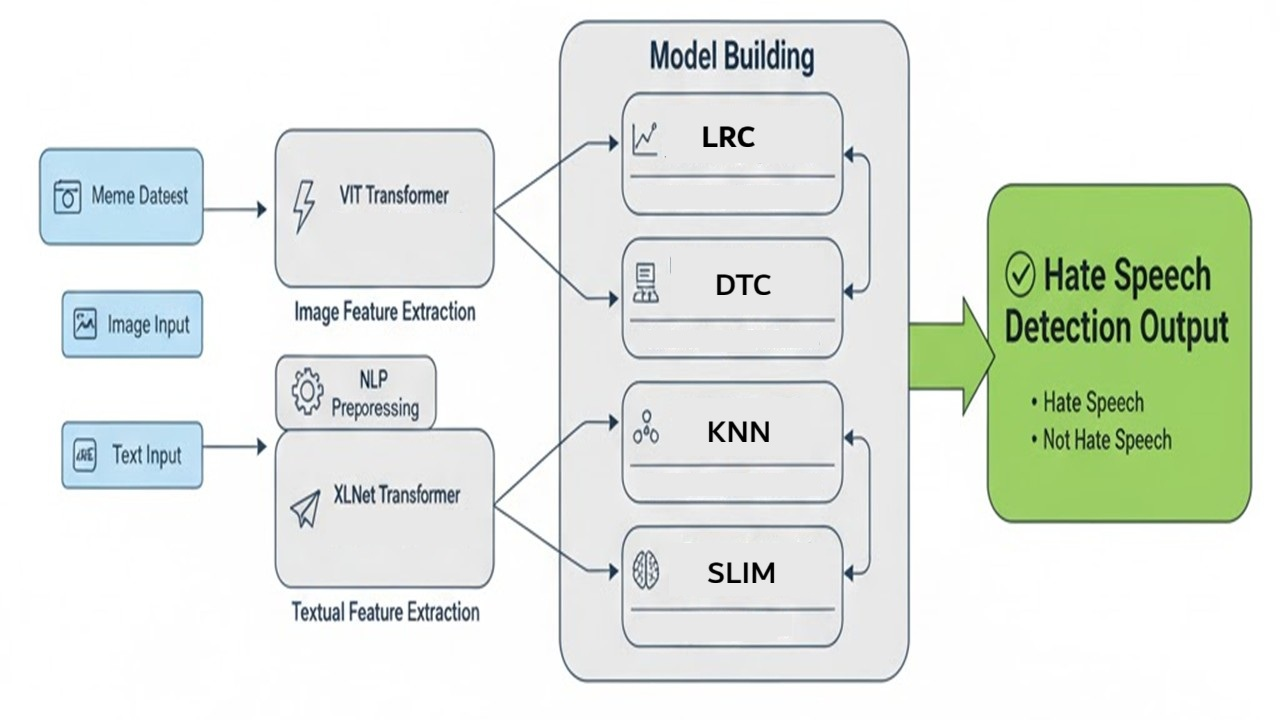 Model Building
Meme Dateest
Image Input
Text Input
VIT Transformer
Image Feature Extraction
NLP
Preporessing
XLNet Transformer
Textual Feature Extraction
LRC
DTC
KNN
SLIM
Hate Speech
Detection Output
• Hate Speech
• Not Hate Speech